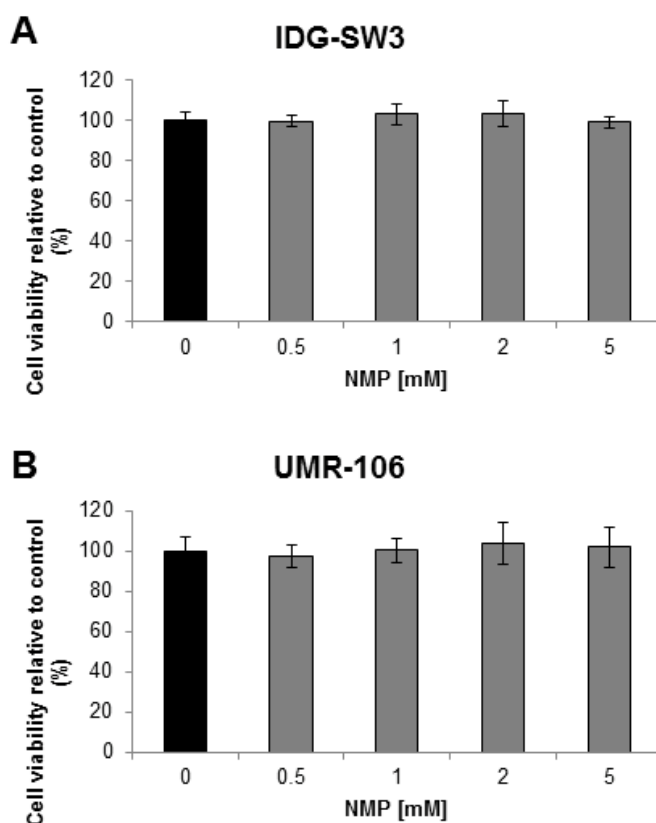 A
IDG-SW3
Cell viability relative to control
(%)
120
100
80
60
40
20
0
0 0.5 1 2 5
NMP [mM]
B
UMR-106
Cell viability relative to control
(%)
120
100
80
60
40
20
0
0 0.5 1 2 5
NMP [mM]